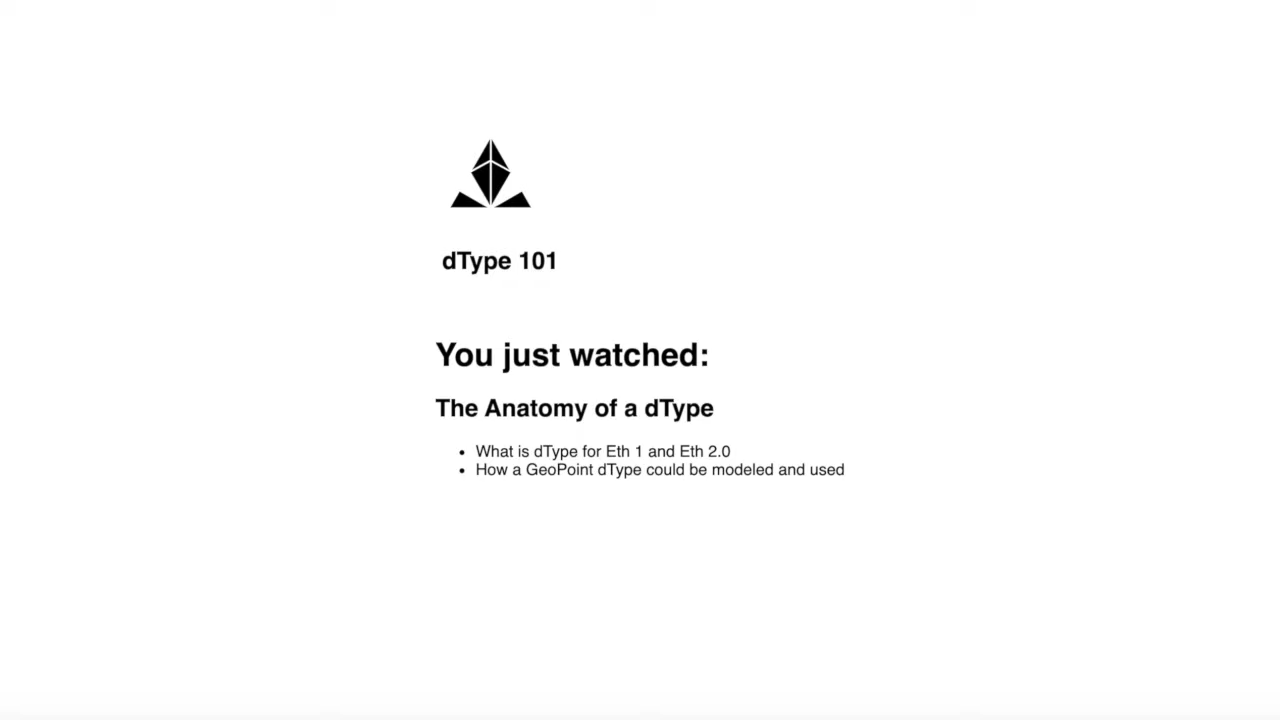 dType 101
You just watched:
The Anatomy of a dType
• What is dType for Eth 1 and Eth 2.0
• How a GeoPoint dType could be modeled and used